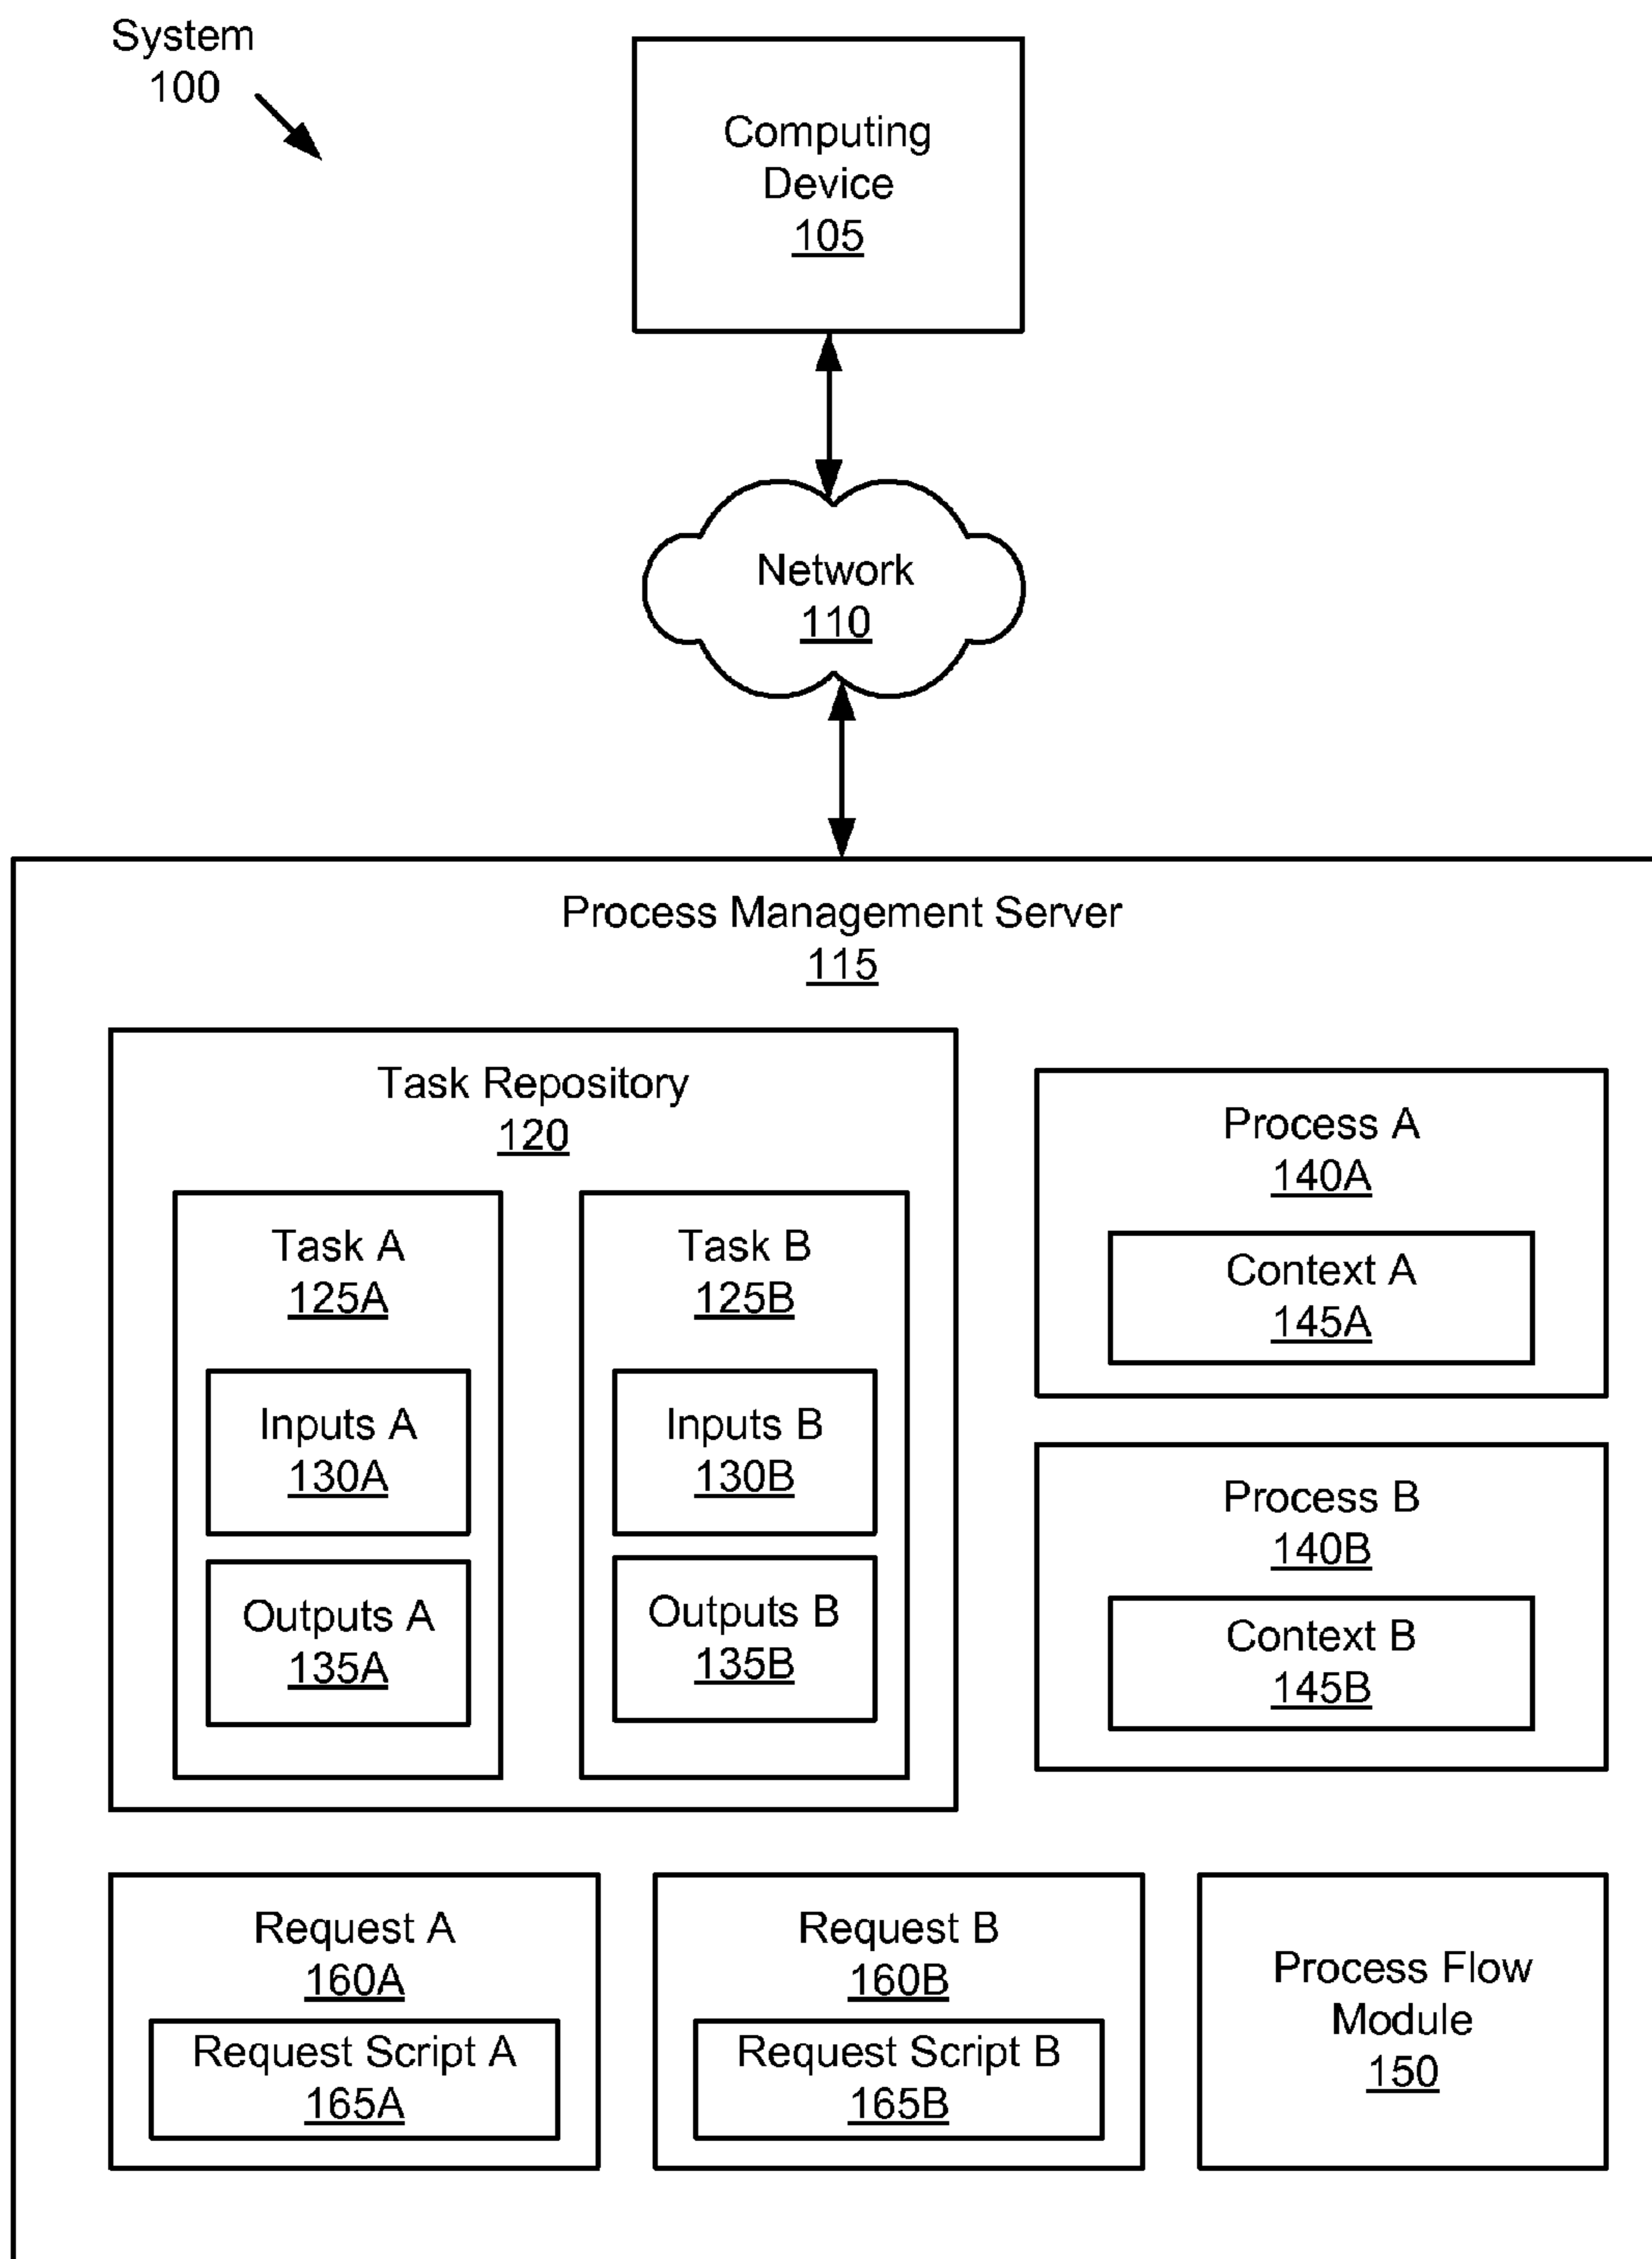 System
100
Computing
Device
105
Network
110
Process Management Server
115
Task Repository
120
Task A
125A
Inputs A
130A
Outputs A
135A
Task B
125B
Inputs B
130B
Outputs B
135B
Process A
140A
Context A
145A
Process B
140B
Context B
145B
Request A
160A
Request Script A
165A
Request B
160B
Request Script B
165B
Process Flow
Module
150